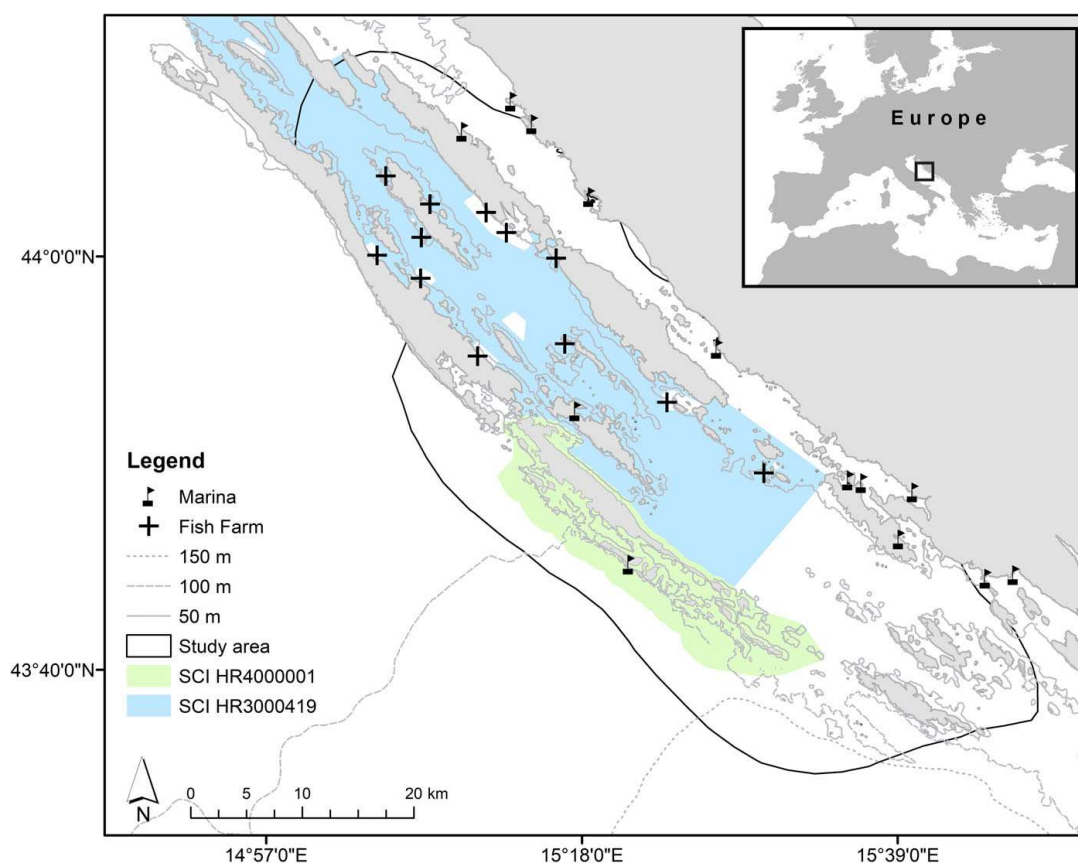 Europe
44°0'0"N
Legend
Marina
Fish Farm
150 m
100 m
50 m
Study area
SCI HR4000001
SCI HR3000419
43°40'0"N
0 5 10 20 km
N
14°57'0"E 15°18'0"E 15°39'0"E